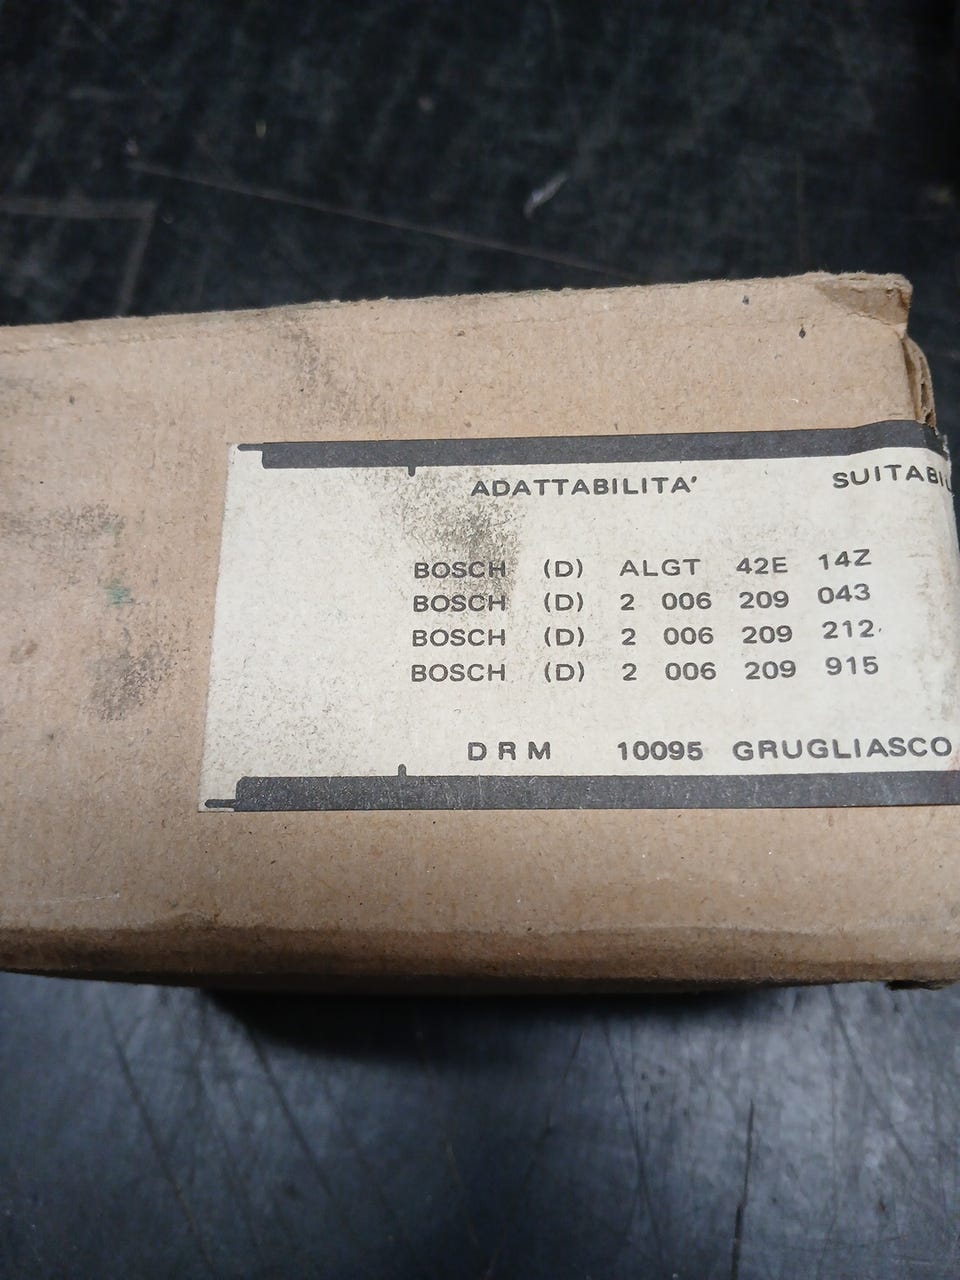 ADATTABILITA' SUITABIL
BOSCH (D) ALGT 42E 14Z
BOSCH (D) 2 006 209 043
BOSCH (D) 2 006 209 212
BOSCH (D) 2 006 209 915
D R M 10095 GRUGLIASCO